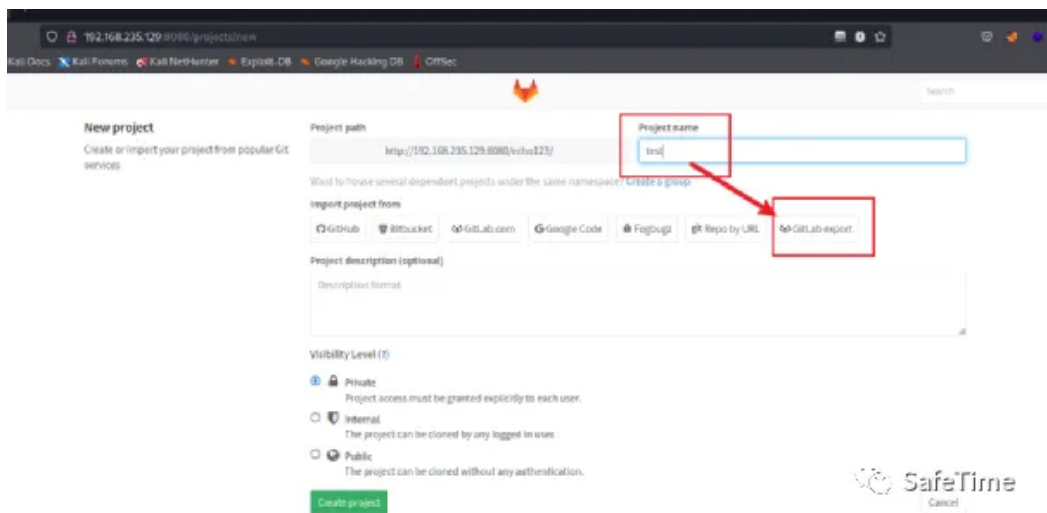 192.168.235.129:8080/projects/new
Kali Docs Kali Forums Kali NetHunter Exploit-DB Google Hacking DB OffSec
Search
New project
Create or import your project from popular Git
services
Project path
Project name
http://192.168.235.129:8080/echo123/
test
Want to house several dependent projects under the same namespace? Create a group
Import project from
GitHub Bitbucket GitLab.com Google Code Fogbugz Repo by URL GitLab export
Project description (optional)
Description format
Visibility Level (?)
Private
Project access must be granted explicitly to each user.
Internal
The project can be cloned by any logged in user.
Public
The project can be cloned without any authentication.
SafeTime
Create project
Cancel